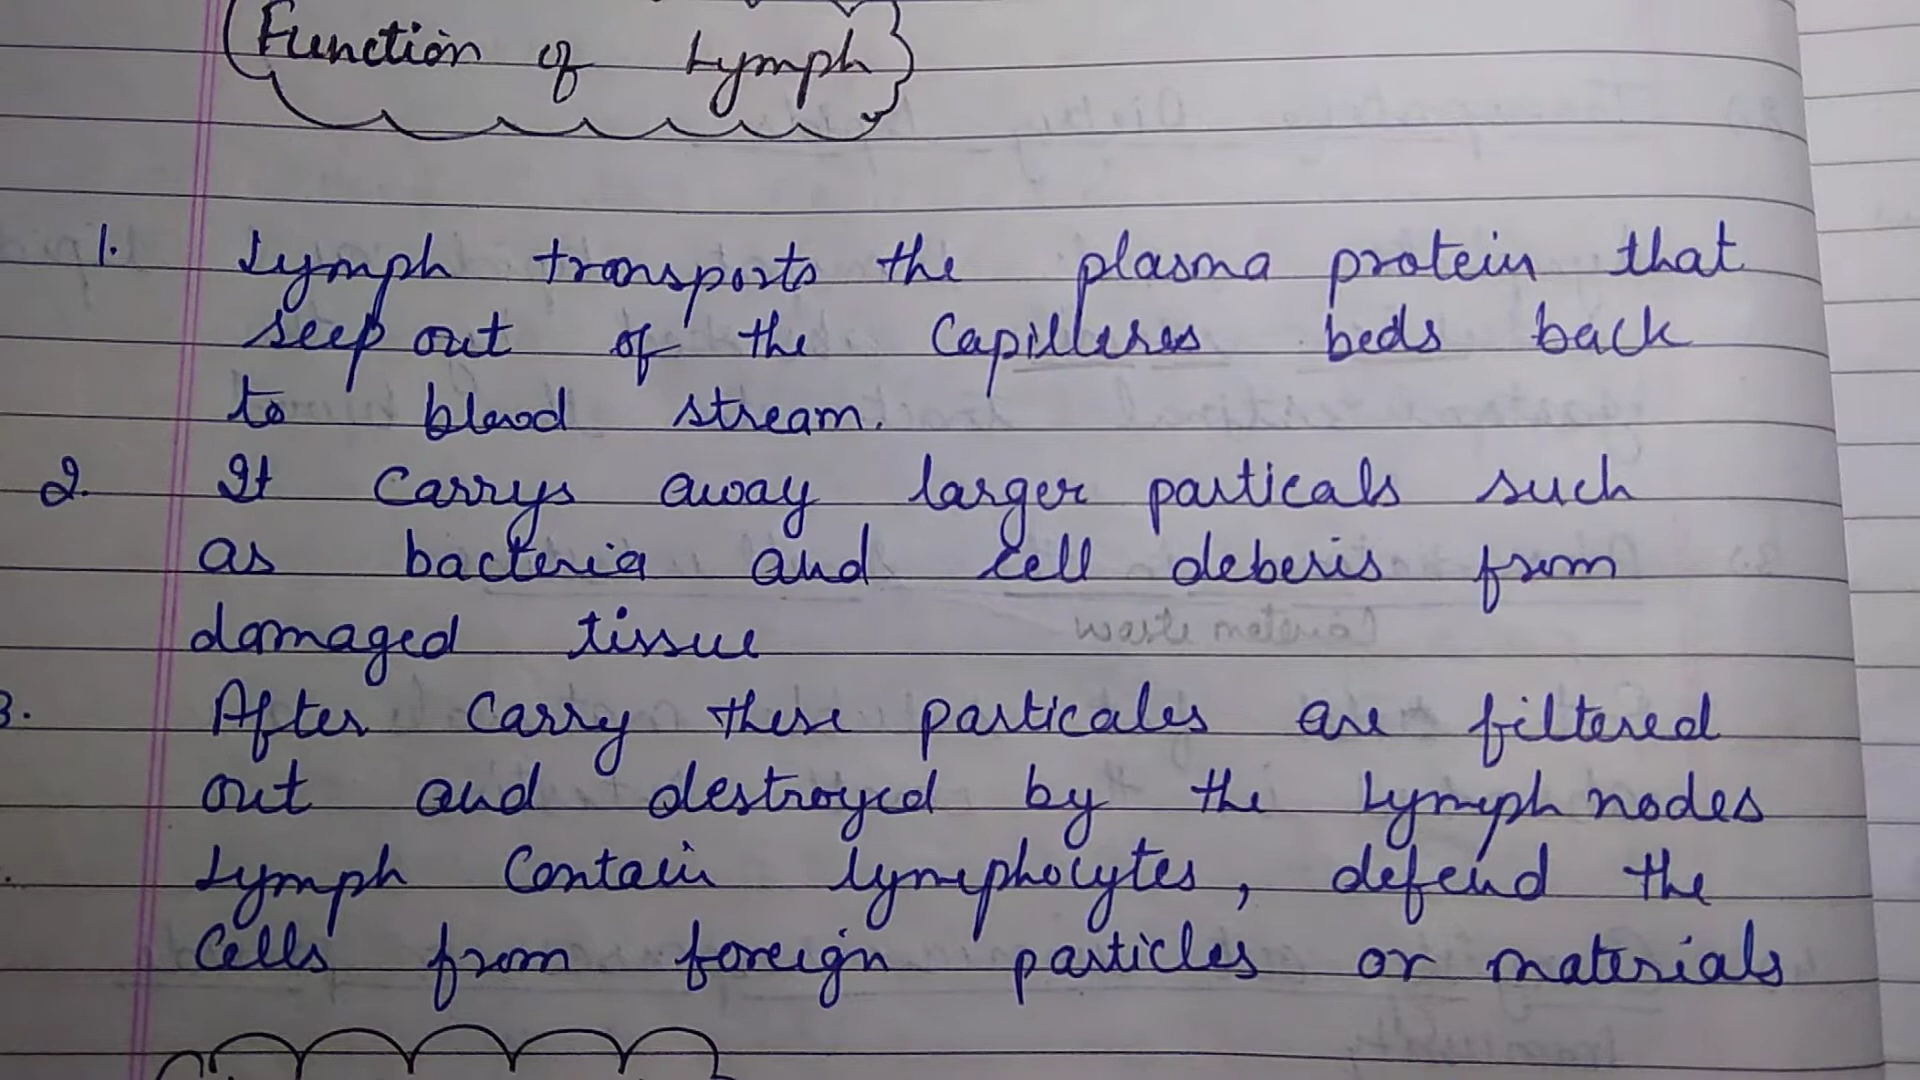 Function of Lymph
1. Lymph transports the plasma protein that
seep out of the Capilleres beds back
to blood stream.
2. It Carrys away larger particals such
as bacteria and cell deberis from
damaged tissue
3. After Carry these particales are filtered
out and destroyed by the Lymph nodes
. Lymph Contain lymphocytes, defend the
Cells from foreign particles or materials